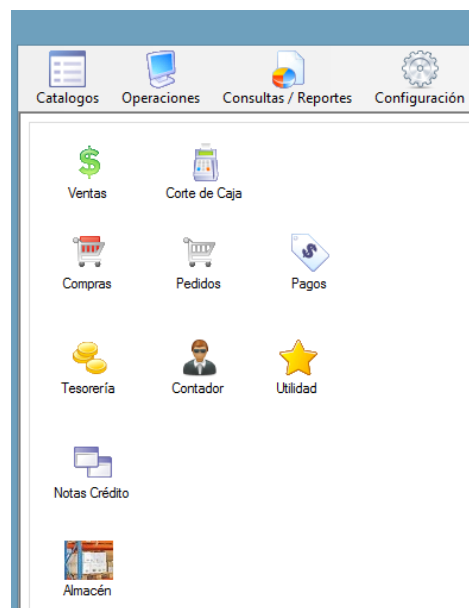 Catalogos Operaciones Consultas / Reportes Configuración
Ventas Corte de Caja
Compras Pedidos Pagos
Tesorería Contador Utilidad
Notas Crédito
Almacén